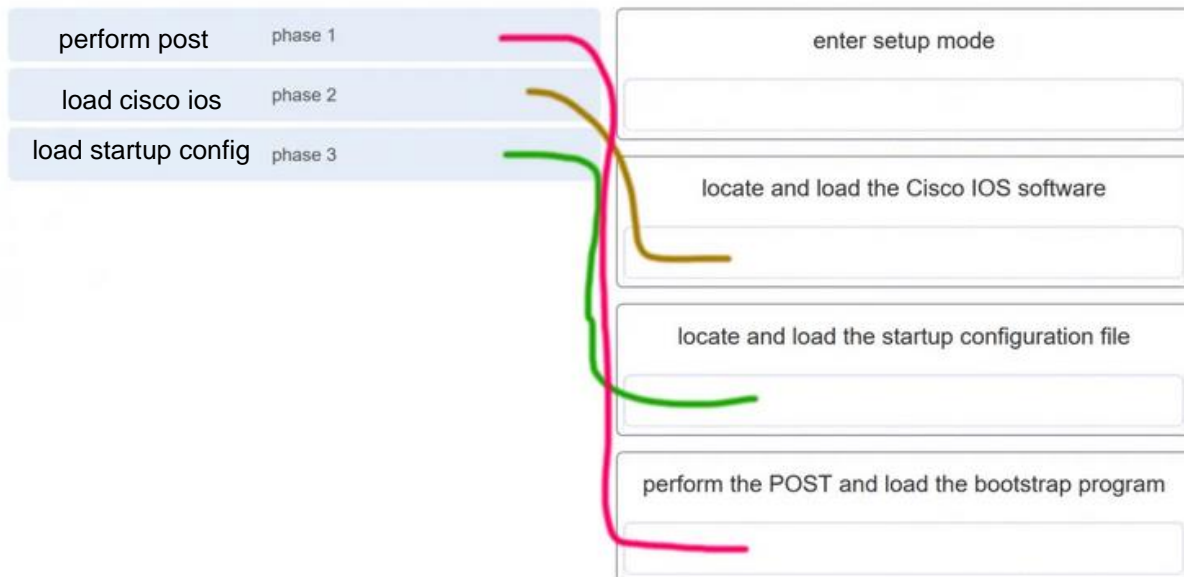 perform post phase 1
load cisco ios phase 2
load startup config phase 3
enter setup mode
locate and load the Cisco IOS software
locate and load the startup configuration file
perform the POST and load the bootstrap program